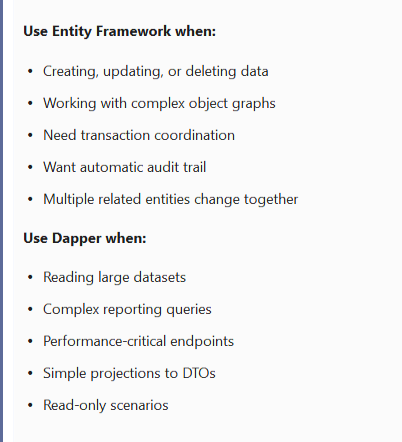 Use Entity Framework when:
• Creating, updating, or deleting data
• Working with complex object graphs
• Need transaction coordination
• Want automatic audit trail
• Multiple related entities change together
Use Dapper when:
• Reading large datasets
• Complex reporting queries
• Performance-critical endpoints
• Simple projections to DTOs
• Read-only scenarios